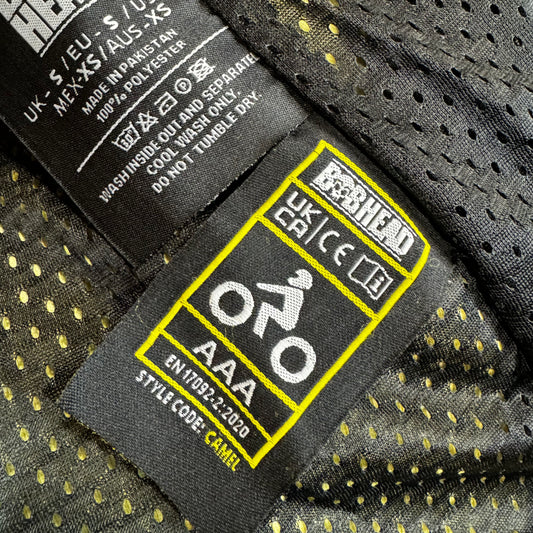 UK - S / EU - S / US
MEX-XS / AUS-XS
MADE IN PAKISTAN
100% POLYESTER
WASH INSIDE OUT AND SEPARATELY
COOL WASH ONLY.
DO NOT TUMBLE DRY.
BOBHEAD
UK
CA CE i
AAA
EN 17092-2:2020
STYLE CODE: CAMEL